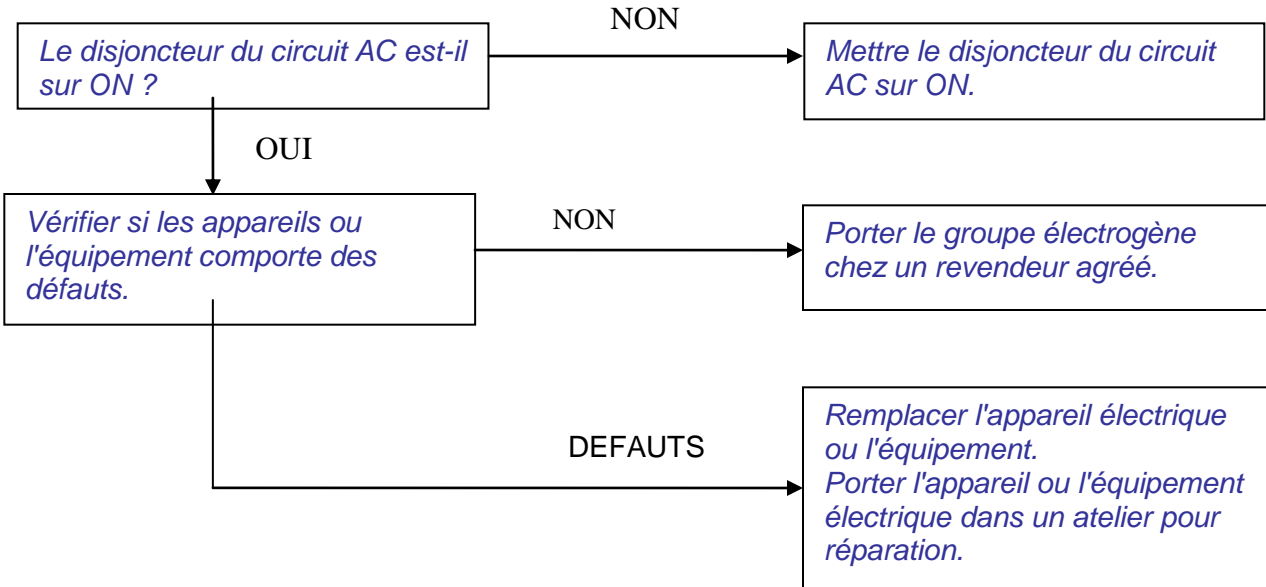 NON
Le disjoncteur du circuit AC est-il
sur ON ?
Mettre le disjoncteur du circuit
AC sur ON.
OUI
Vérifier si les appareils ou
l'équipement comporte des
défauts.
NON
Porter le groupe électrogène
chez un revendeur agréé.
DEFAUTS
Remplacer l'appareil électrique
ou l'équipement.
Porter l'appareil ou l'équipement
électrique dans un atelier pour
réparation.